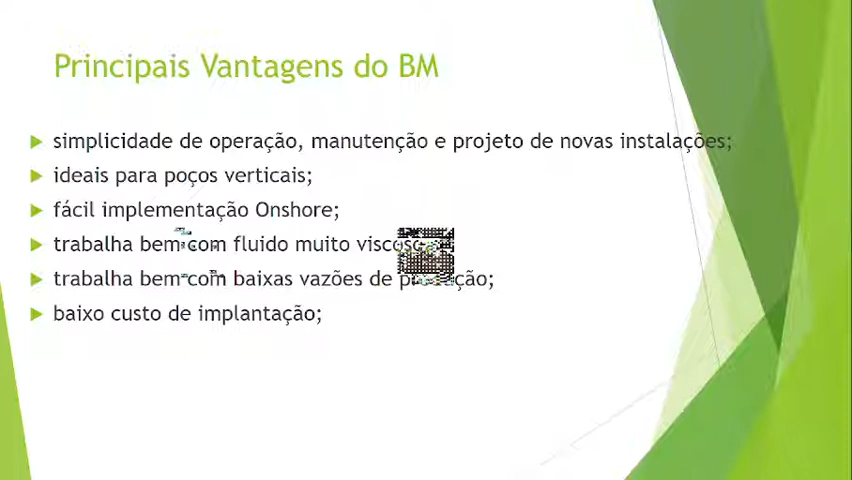 Principais Vantagens do BM
simplicidade de operação, manutenção e projeto de novas instalações;
ideais para poços verticais;
fácil implementação Onshore;
trabalha bem com fluido muito
trabalha bem com baixas vazões de produção;
baixo custo de implantação;